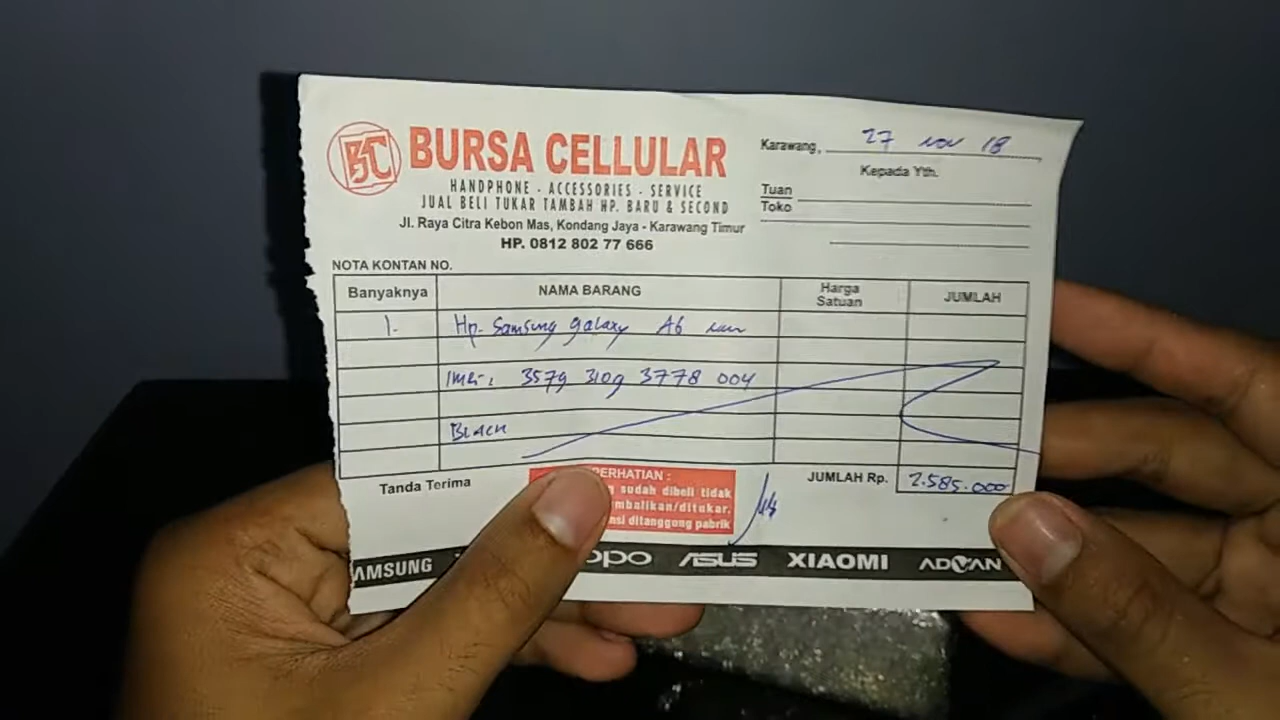 BC BURSA CELLULAR
HANDPHONE - ACCESSORIES - SERVICE
JUAL BELI TUKAR TAMBAH HP. BARU & SECOND
Jl. Raya Citra Kebon Mas, Kondang Jaya - Karawang Timur
HP. 0812 802 77 666
Karawang, 27 nov 18
Kepada Yth.
Tuan
Toko
NOTA KONTAN NO.
Banyaknya NAMA BARANG Harga Satuan JUMLAH
1. Hp. Samsung galaxy A6
Imei: 3579 3109 3778 004
Black
Tanda Terima
PERHATIAN :
sudah dibeli tidak
mbalikan/ditukar.
nsi ditanggung pabrik
JUMLAH Rp. 2.585.000
AMSUNG OPPO ASUS XIAOMI ADVAN